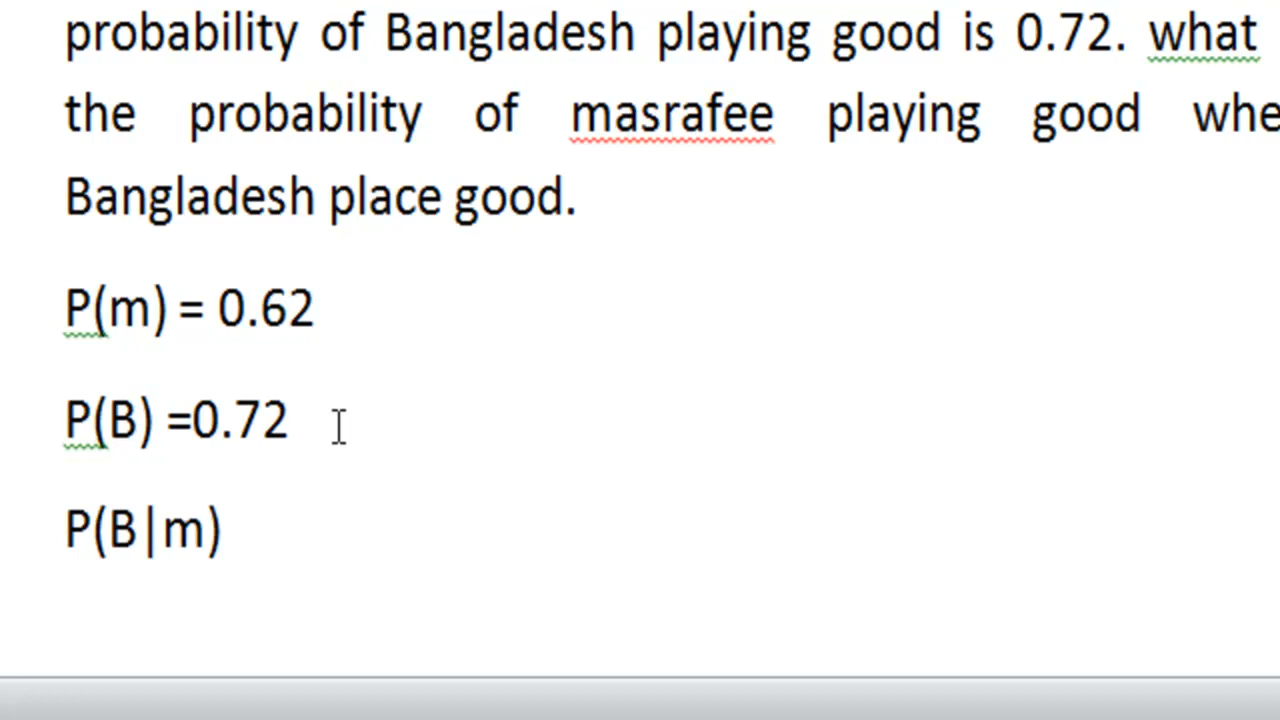 probability of Bangladesh playing good is 0.72. what
the probability of masrafee playing good whe
Bangladesh place good.
P(m) = 0.62
P(B) =0.72
P(B|m)